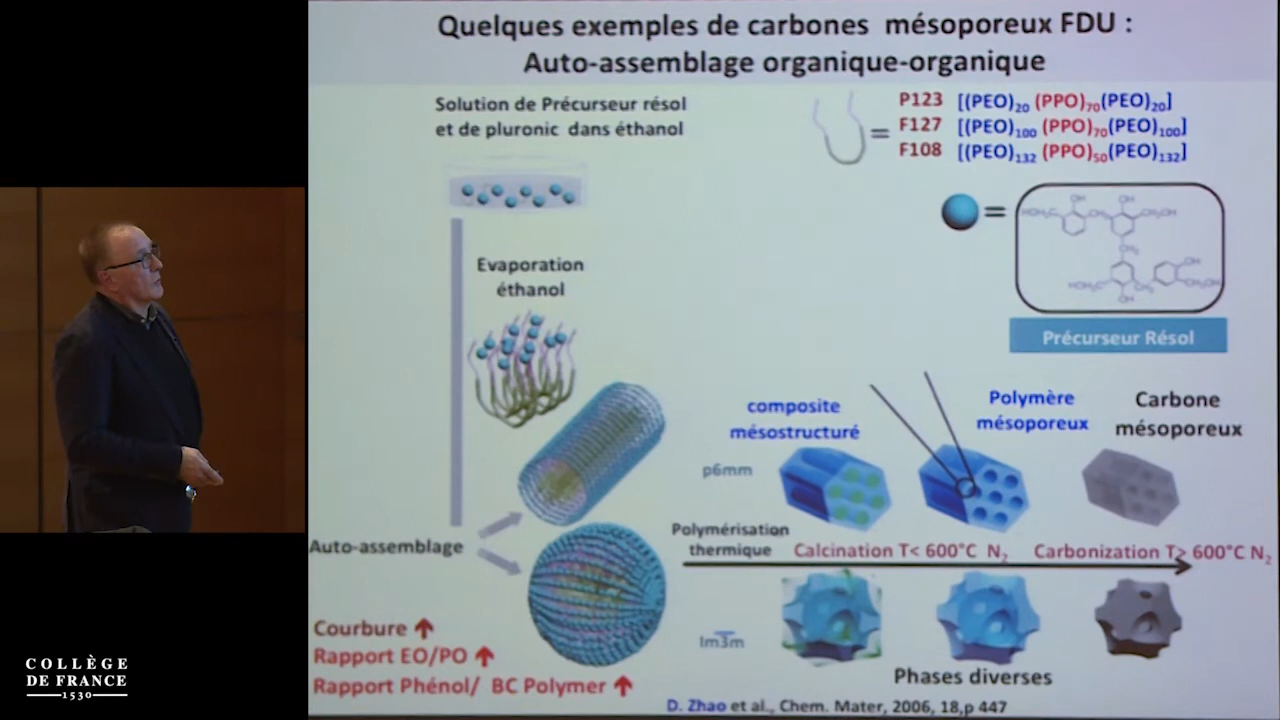 Quelques exemples de carbones mésoporeux FDU :
Auto-assemblage organique-organique
Solution de Précurseur résol
et de pluronic dans éthanol
P123 [(PEO)20 (PPO)70(PEO)20]
F127 [(PEO)100 (PPO)70(PEO)100]
F108 [(PEO)132 (PPO)50(PEO)132]
=
=
Précurseur Résol
Evaporation
éthanol
composite
mésostructuré
Polymère
mésoporeux
Carbone
mésoporeux
p6mm
Auto-assemblage
Polymérisation
thermique
Calcination T< 600°C N2
Carbonization T> 600°C N2
Im3m
Courbure
Rapport EO/PO
Rapport Phénol/ BC Polymer
Phases diverses
D. Zhao et al., Chem. Mater, 2006, 18,p 447
COLLÈGE
DE FRANCE
1530